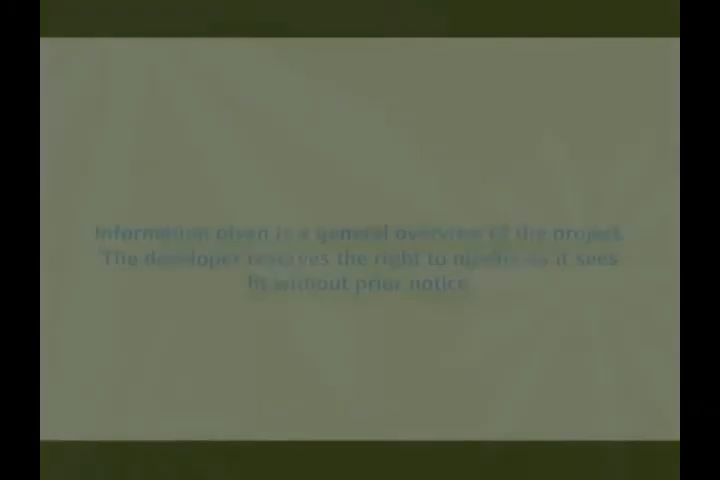 Information given is a general overview of the project.
The developer reserves the right to modify as it sees
fit without prior notice